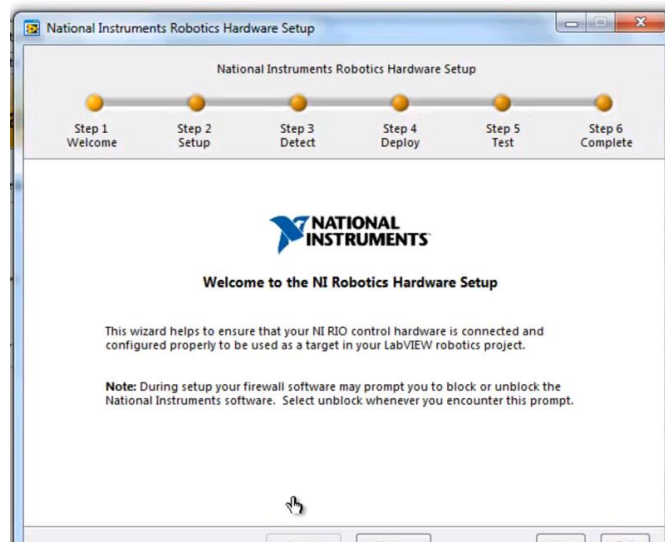 National Instruments Robotics Hardware Setup
National Instruments Robotics Hardware Setup
Step 1
Welcome
Step 2
Setup
Step 3
Detect
Step 4
Deploy
Step 5
Test
Step 6
Complete
NATIONAL
INSTRUMENTS
Welcome to the NI Robotics Hardware Setup
This wizard helps to ensure that your NI RIO control hardware is connected and
configured properly to be used as a target in your LabVIEW robotics project.
Note: During setup your firewall software may prompt you to block or unblock the
National Instruments software. Select unblock whenever you encounter this prompt.